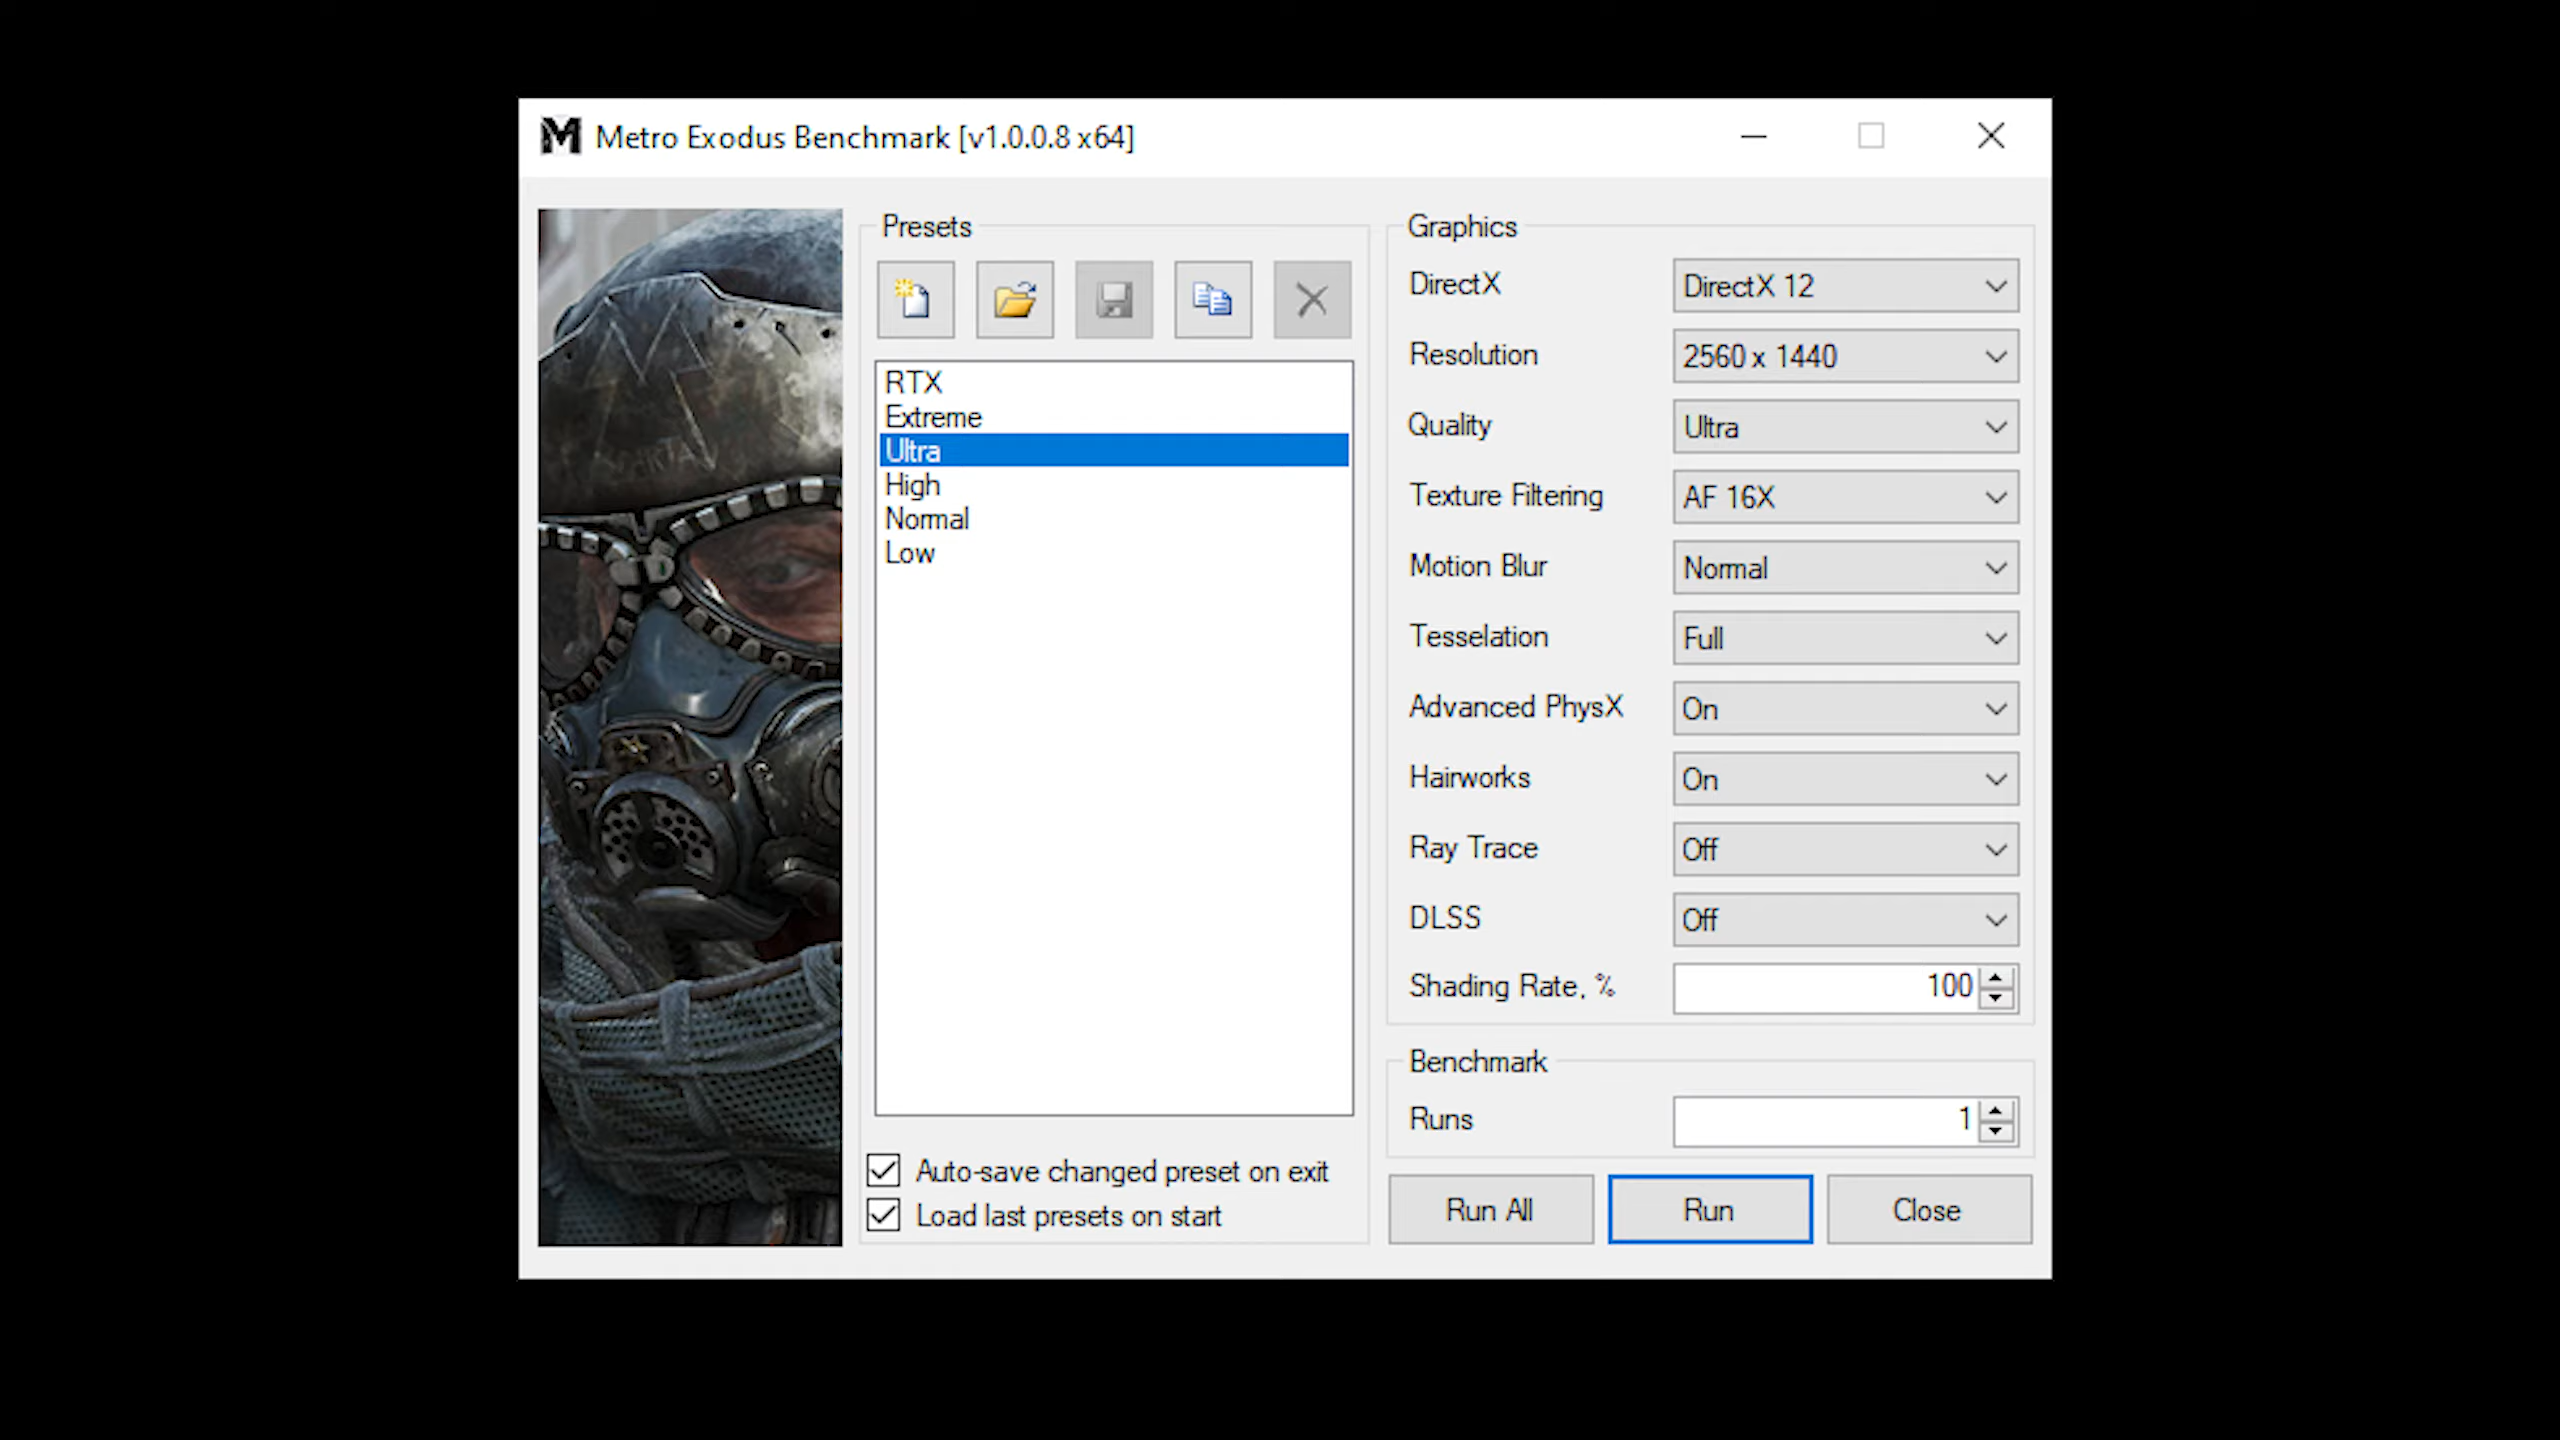 Metro Exodus Benchmark [v1.0.0.8 x64]
Presets
RTX
Extreme
Ultra
High
Normal
Low
Auto-save changed preset on exit
Load last presets on start
Graphics
DirectX DirectX 12
Resolution 2560 x 1440
Quality Ultra
Texture Filtering AF 16X
Motion Blur Normal
Tesselation Full
Advanced PhysX On
Hairworks On
Ray Trace Off
DLSS Off
Shading Rate, % 100
Benchmark
Runs 1
Run All Run Close